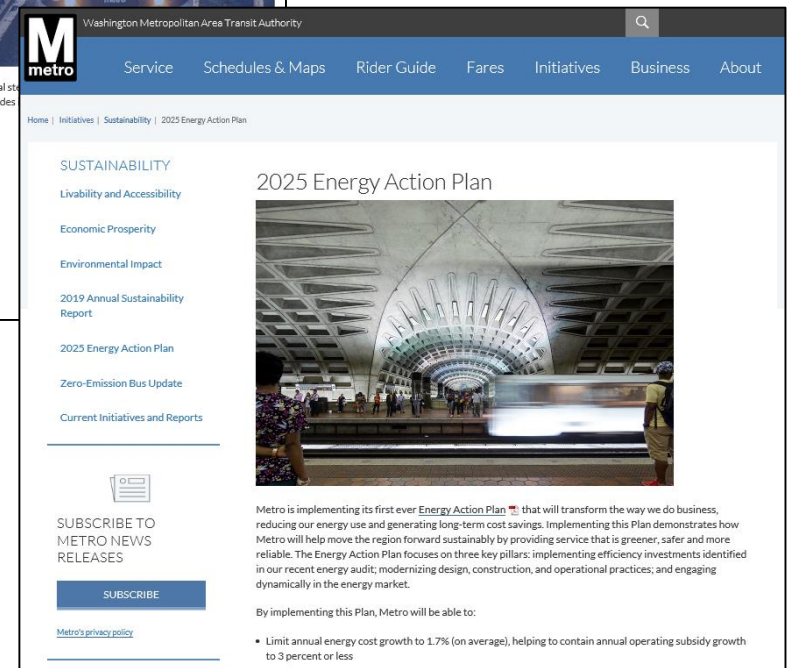 Washington Metropolitan Area Transit Authority
M
metro
Service Schedules & Maps Rider Guide Fares Initiatives Business About
Home | Initiatives | Sustainability | 2025 Energy Action Plan
SUSTAINABILITY
Livability and Accessibility
Economic Prosperity
Environmental Impact
2019 Annual Sustainability
Report
2025 Energy Action Plan
Zero-Emission Bus Update
Current Initiatives and Reports
SUBSCRIBE TO
METRO NEWS
RELEASES
SUBSCRIBE
Metro's privacy policy
2025 Energy Action Plan
Metro is implementing its first ever Energy Action Plan that will transform the way we do business,
reducing our energy use and generating long-term cost savings. Implementing this Plan demonstrates how
Metro will help move the region forward sustainably by providing service that is greener, safer and more
reliable. The Energy Action Plan focuses on three key pillars: implementing efficiency investments identified
in our recent energy audit; modernizing design, construction, and operational practices; and engaging
dynamically in the energy market.
By implementing this Plan, Metro will be able to:
• Limit annual energy cost growth to 1.7% (on average), helping to contain annual operating subsidy growth
to 3 percent or less